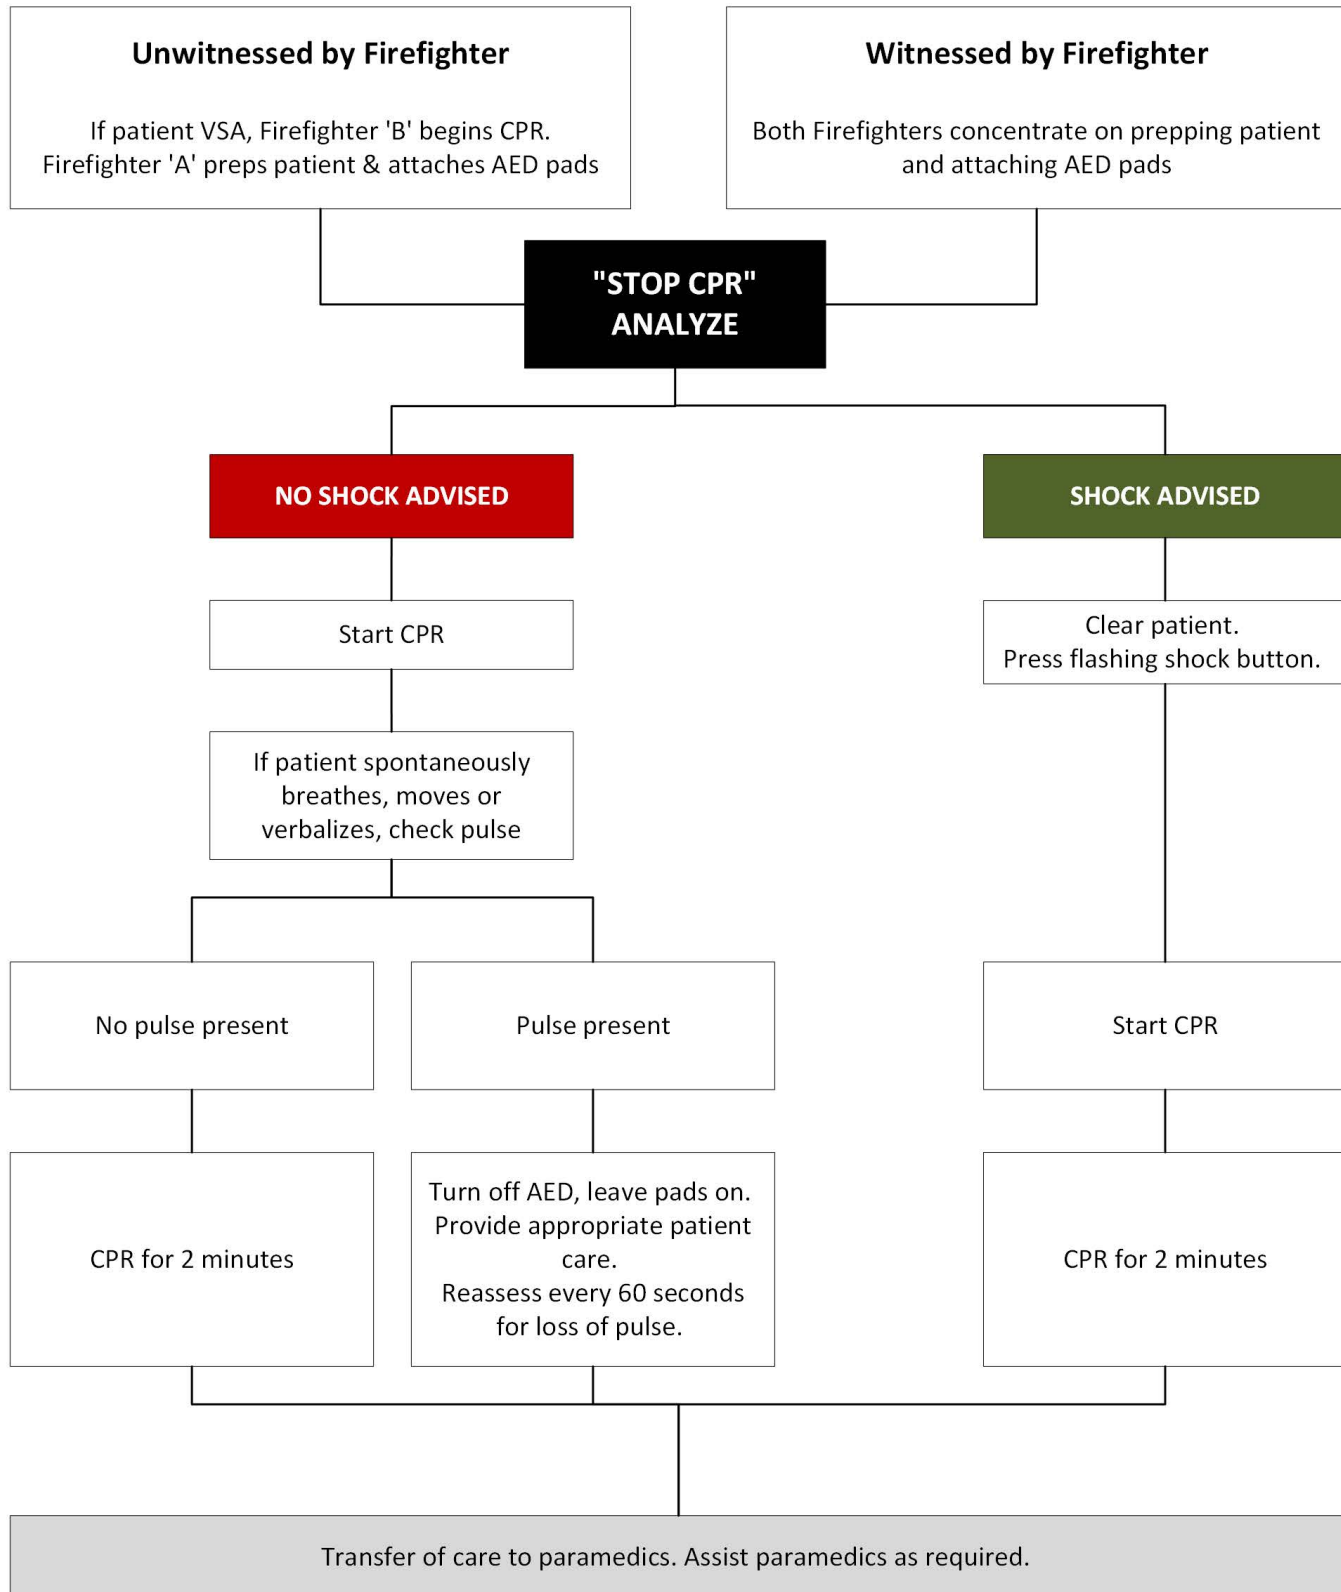 Unwitnessed by Firefighter
If patient VSA, Firefighter 'B' begins CPR.
Firefighter 'A' preps patient & attaches AED pads
Witnessed by Firefighter
Both Firefighters concentrate on prepping patient
and attaching AED pads
"STOP CPR"
ANALYZE
NO SHOCK ADVISED
SHOCK ADVISED
Start CPR
Clear patient.
Press flashing shock button.
If patient spontaneously
breathes, moves or
verbalizes, check pulse
No pulse present
Pulse present
Start CPR
CPR for 2 minutes
Turn off AED, leave pads on.
Provide appropriate patient
care.
Reassess every 60 seconds
for loss of pulse.
CPR for 2 minutes
Transfer of care to paramedics. Assist paramedics as required.